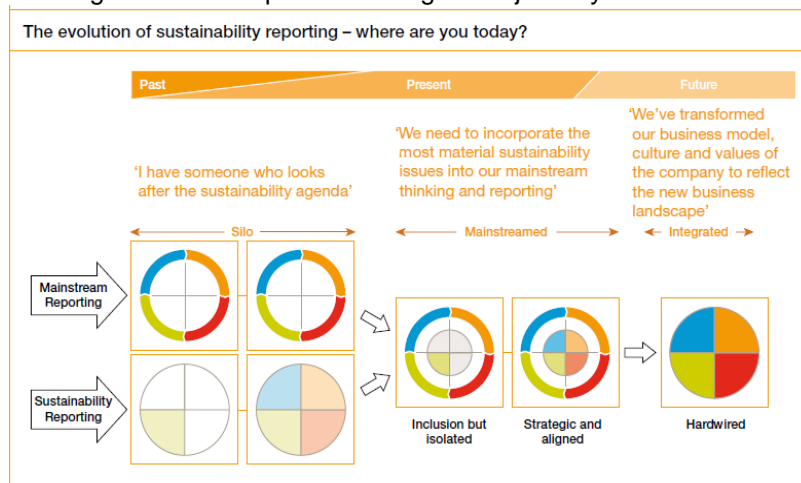 The evolution of sustainability reporting – where are you today?
Past
Present
Future
‘I have someone who looks
after the sustainability agenda’
‘We need to incorporate the
most material sustainability
issues into our mainstream
thinking and reporting’
‘We’ve transformed
our business model,
culture and values of
the company to reflect
the new business
landscape’
Silo
Mainstreamed
Integrated
Mainstream
Reporting
Sustainability
Reporting
Inclusion but
isolated
Strategic and
aligned
Hardwired